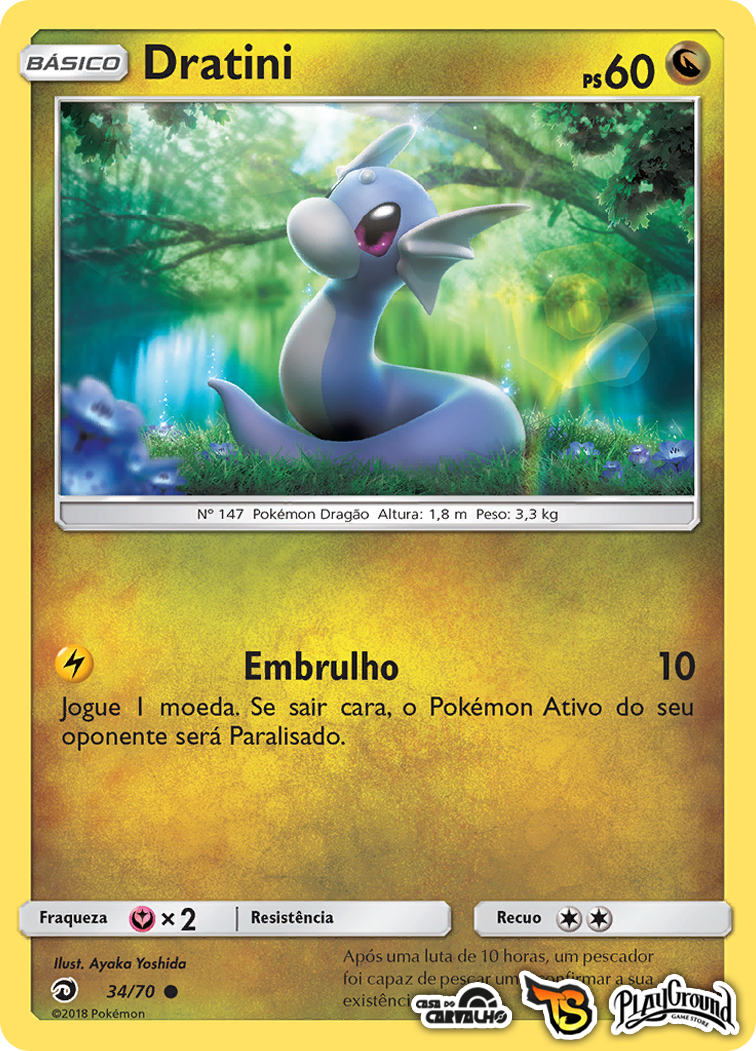 BÁSICO Dratini PS60
Nº 147 Pokémon Dragão Altura: 1,8 m Peso: 3,3 kg
Embrulho 10
Jogue 1 moeda. Se sair cara, o Pokémon Ativo do seu
oponente será Paralisado.
Fraqueza ×2 Resistência Recuo
Ilust. Ayaka Yoshida
34/70
©2018 Pokémon
Após uma luta de 10 horas, um pescador
foi capaz de pescar um confirmar a sua
CASA DO
CARVALHO
TS
PLAYGROUND
GAME STORE